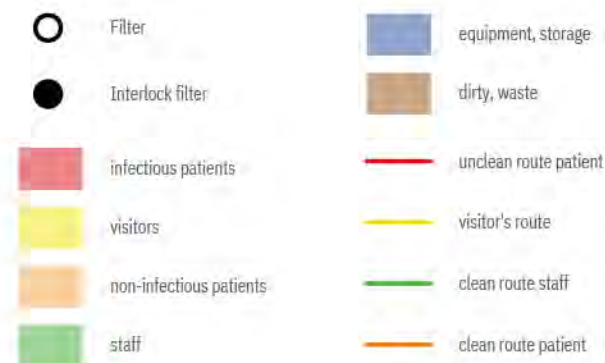 Filter
Interlock filter
infectious patients
visitors
non-infectious patients
staff
equipment, storage
dirty, waste
unclean route patient
visitor's route
clean route staff
clean route patient